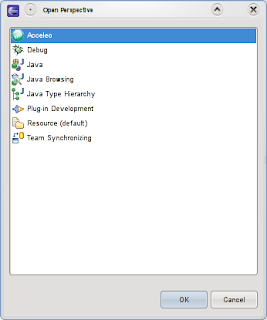 Open Perspective
Acceleo
Debug
Java
Java Browsing
Java Type Hierarchy
Plug-in Development
Resource (default)
Team Synchronizing
OK
Cancel